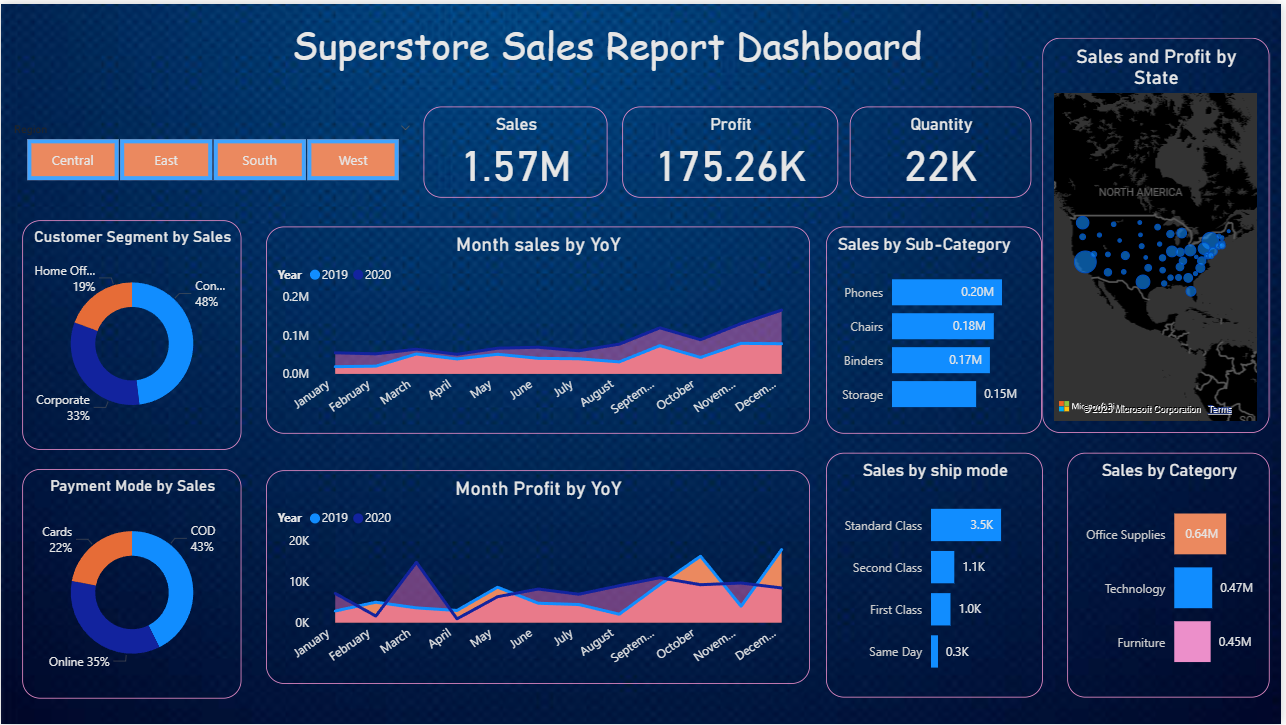 Superstore Sales Report Dashboard
Central
East
South
West
Sales
1.57M
Profit
175.26K
Quantity
22K
Sales and Profit by
State
NORTH AMERICA
© 2025 Microsoft Corporation Terms
Customer Segment by Sales
Home Off...
19%
Con...
48%
Corporate
33%
Month sales by YoY
Year 2019 2020
0.2M
0.1M
0.0M
January
February
March
April
May
June
July
August
Septem...
October
Novem...
Decem...
Sales by Sub-Category
Phones 0.20M
Chairs 0.18M
Binders 0.17M
Storage 0.15M
Payment Mode by Sales
Cards
22%
COD
43%
Online 35%
Month Profit by YoY
Year 2019 2020
20K
10K
0K
January
February
March
April
May
June
July
August
Septem...
October
Novem...
Decem...
Sales by ship mode
Standard Class 3.5K
Second Class 1.1K
First Class 1.0K
Same Day 0.3K
Sales by Category
Office Supplies 0.64M
Technology 0.47M
Furniture 0.45M